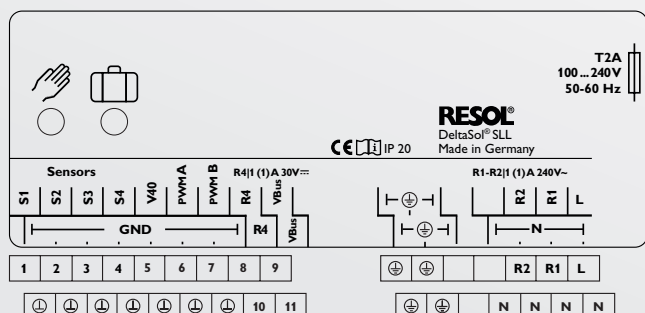 T2A
100 ... 240 V
50-60 Hz
RESOL®
DeltaSol® SLL
Made in Germany
CE i IP 20
Sensors
R4|1 (1) A 30V⎓
R1-R2|1 (1) A 240V~
S1 S2 S3 S4 V40 PWM A PWM B R4 VBus
R2 R1 L
GND R4 VBus
N
1 2 3 4 5 6 7 8 9
R2 R1 L
10 11
N N N N